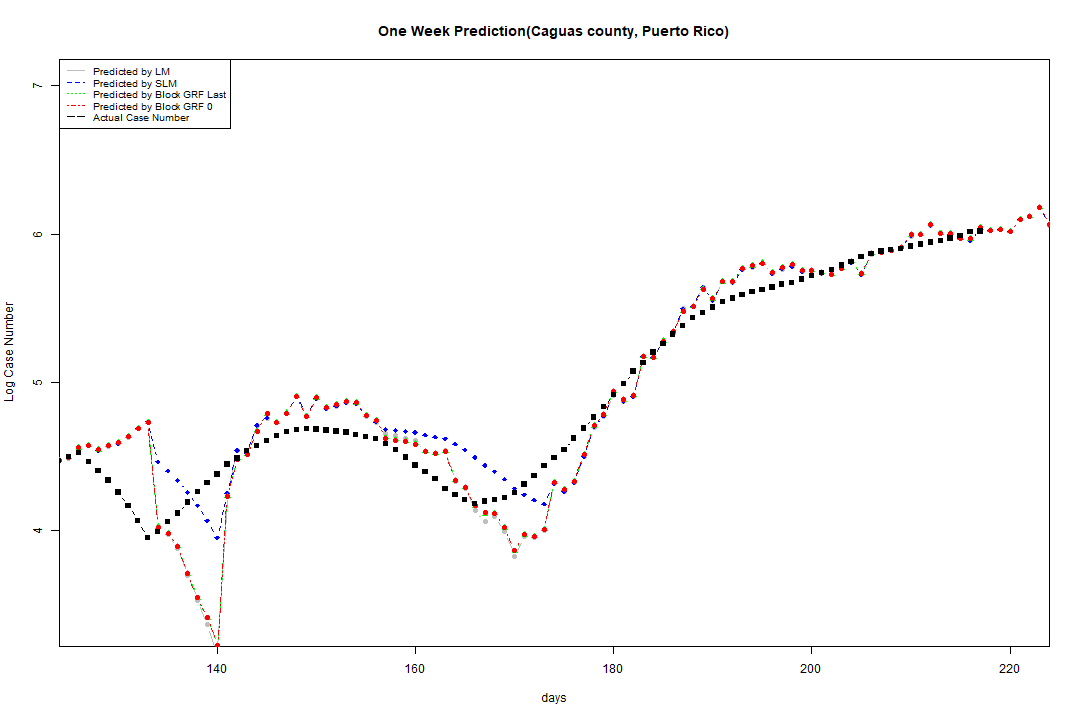 One Week Prediction(Caguas county, Puerto Rico)
Predicted by LM
Predicted by SLM
Predicted by Block GRF Last
Predicted by Block GRF 0
Actual Case Number
7
6
5
4
Log Case Number
140 160 180 200 220
days